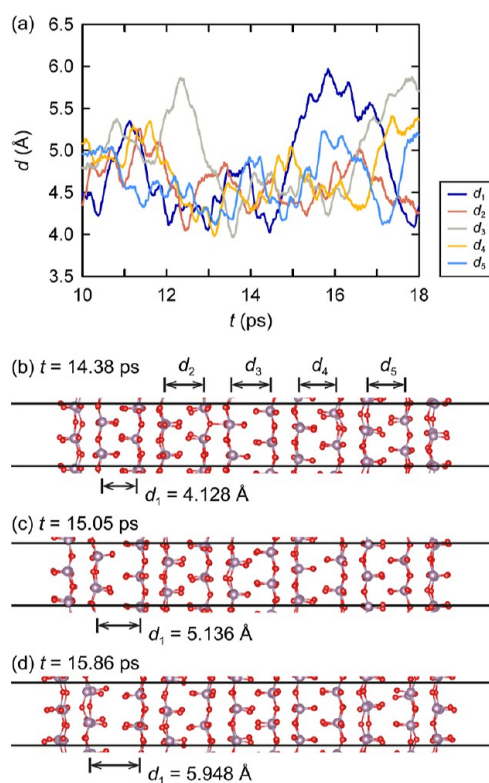 (a)
6.5
6.0
5.5
5.0
4.5
4.0
3.5
d (Å)
10 12 14 16 18
t (ps)
d1
d2
d3
d4
d5
(b) t = 14.38 ps
d2 d3 d4 d5
d1 = 4.128 Å
(c) t = 15.05 ps
d1 = 5.136 Å
(d) t = 15.86 ps
d1 = 5.948 Å